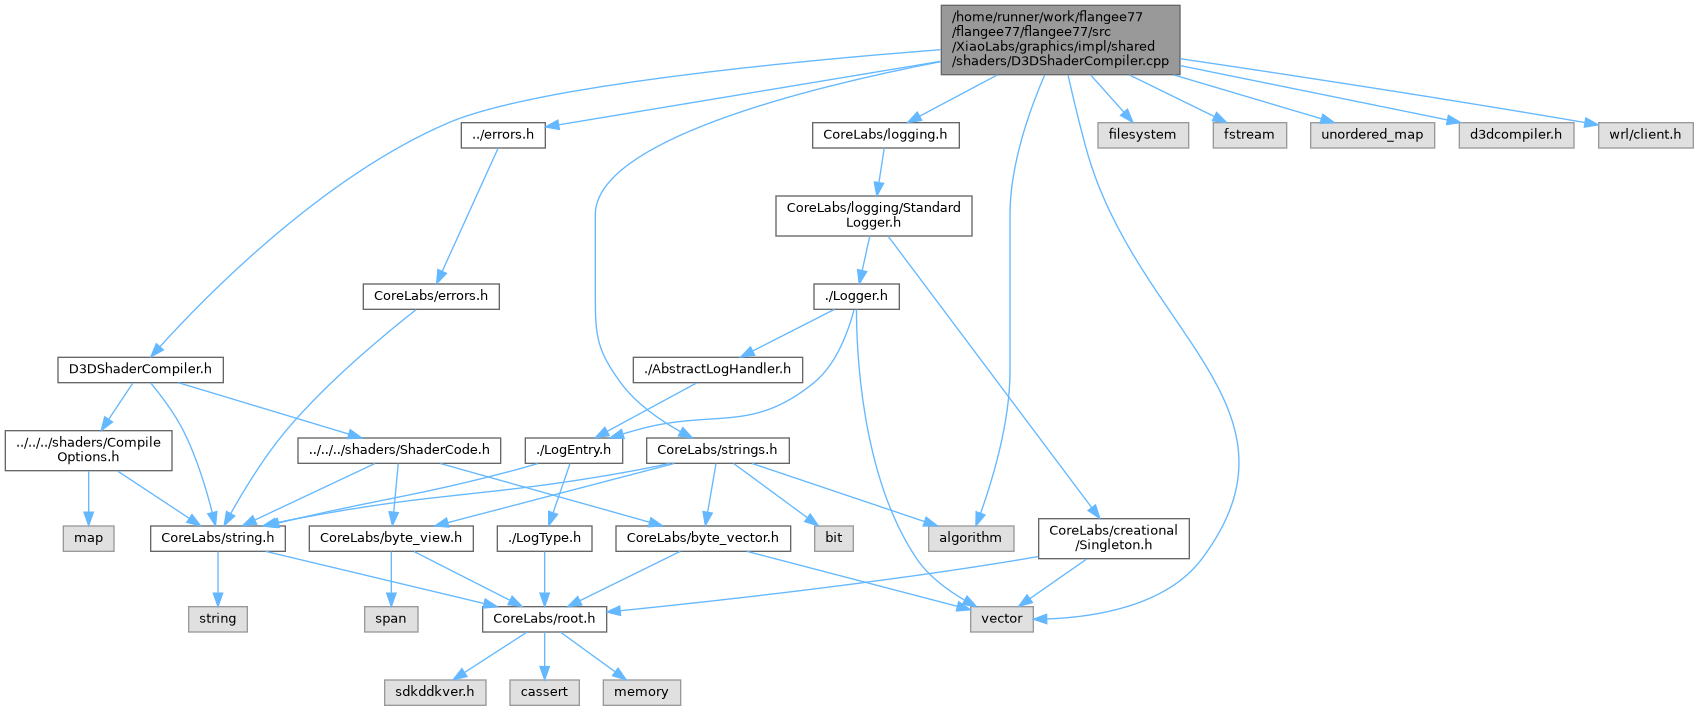 /home/runner/work/flangee77
/flangee77/flangee77/src
/XiaoLabs/graphics/impl/shared
/shaders/D3DShaderCompiler.cpp
../errors.h
CoreLabs/logging.h
filesystem
fstream
unordered_map
d3dcompiler.h
wrl/client.h
CoreLabs/logging/Standard
Logger.h
CoreLabs/errors.h
./Logger.h
D3DShaderCompiler.h
./AbstractLogHandler.h
../../../shaders/Compile
Options.h
../../../shaders/ShaderCode.h
./LogEntry.h
CoreLabs/strings.h
map
CoreLabs/string.h
CoreLabs/byte_view.h
./LogType.h
CoreLabs/byte_vector.h
bit
algorithm
CoreLabs/creational
/Singleton.h
string
span
CoreLabs/root.h
vector
sdkddkver.h
cassert
memory